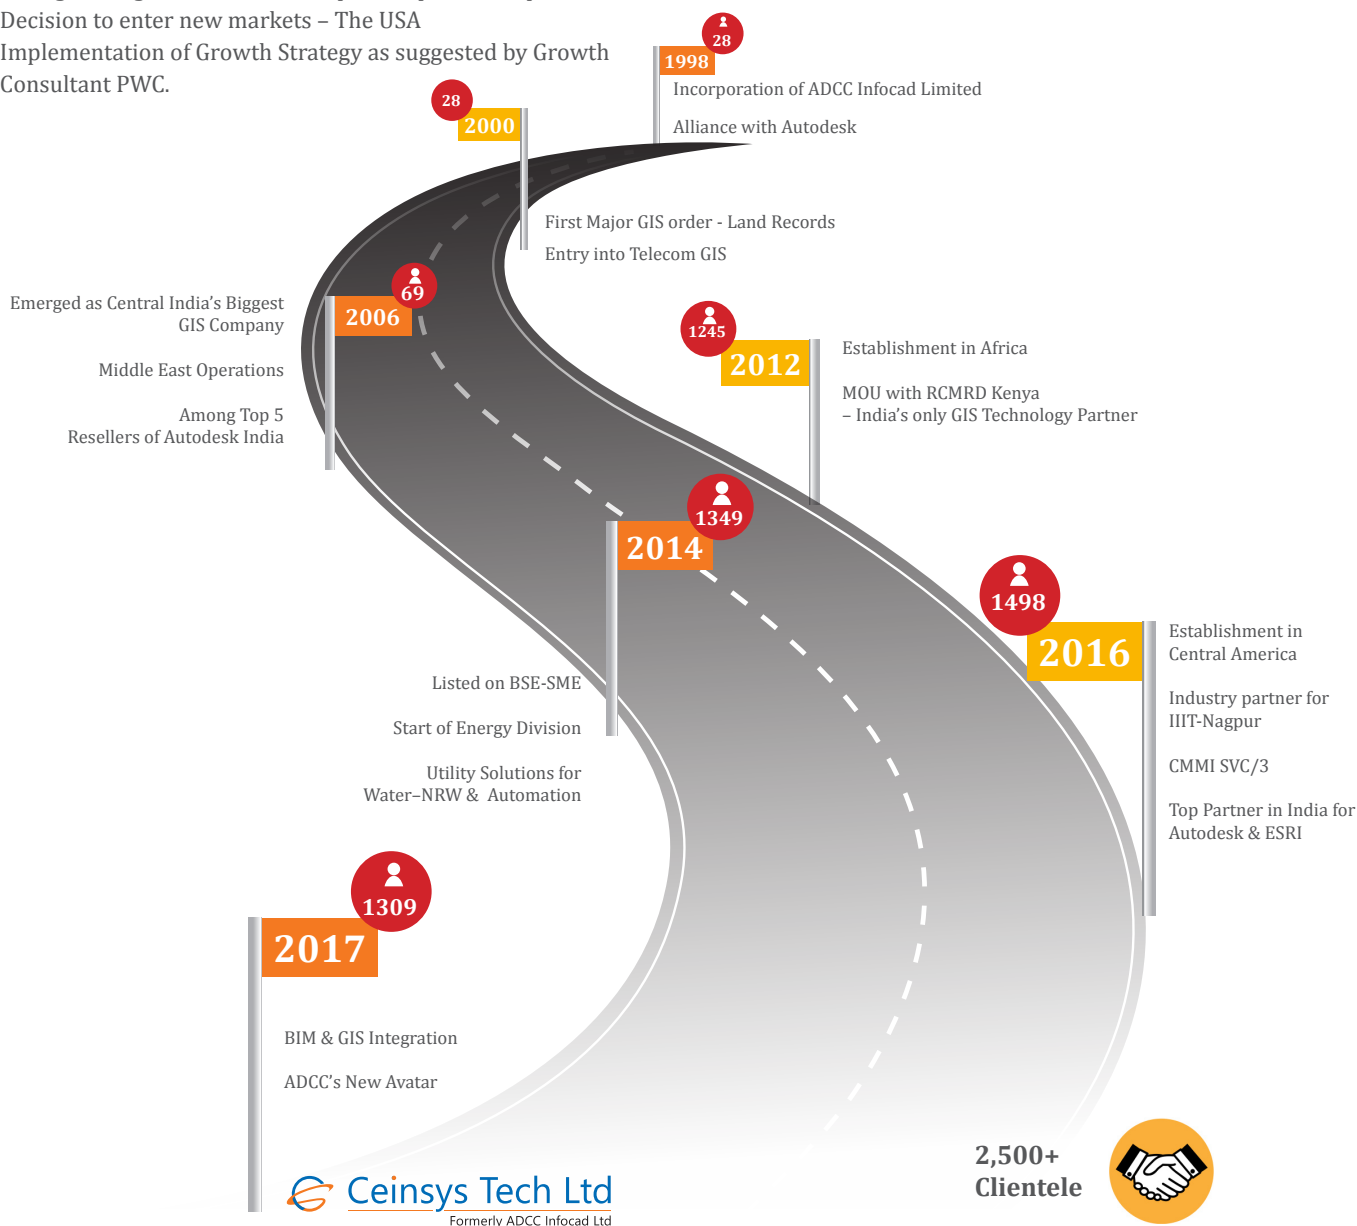 Decision to enter new markets – The USA
Implementation of Growth Strategy as suggested by Growth
Consultant PWC.
28
1998
Incorporation of ADCC Infocad Limited
Alliance with Autodesk
28
2000
First Major GIS order - Land Records
Entry into Telecom GIS
69
2006
Emerged as Central India’s Biggest
GIS Company
Middle East Operations
Among Top 5
Resellers of Autodesk India
1245
2012
Establishment in Africa
MOU with RCMRD Kenya
– India’s only GIS Technology Partner
1349
2014
Listed on BSE-SME
Start of Energy Division
Utility Solutions for
Water–NRW & Automation
1498
2016
Establishment in
Central America
Industry partner for
IIIT-Nagpur
CMMI SVC/3
Top Partner in India for
Autodesk & ESRI
1309
2017
BIM & GIS Integration
ADCC’s New Avatar
Ceinsys Tech Ltd
Formerly ADCC Infocad Ltd
2,500+
Clientele